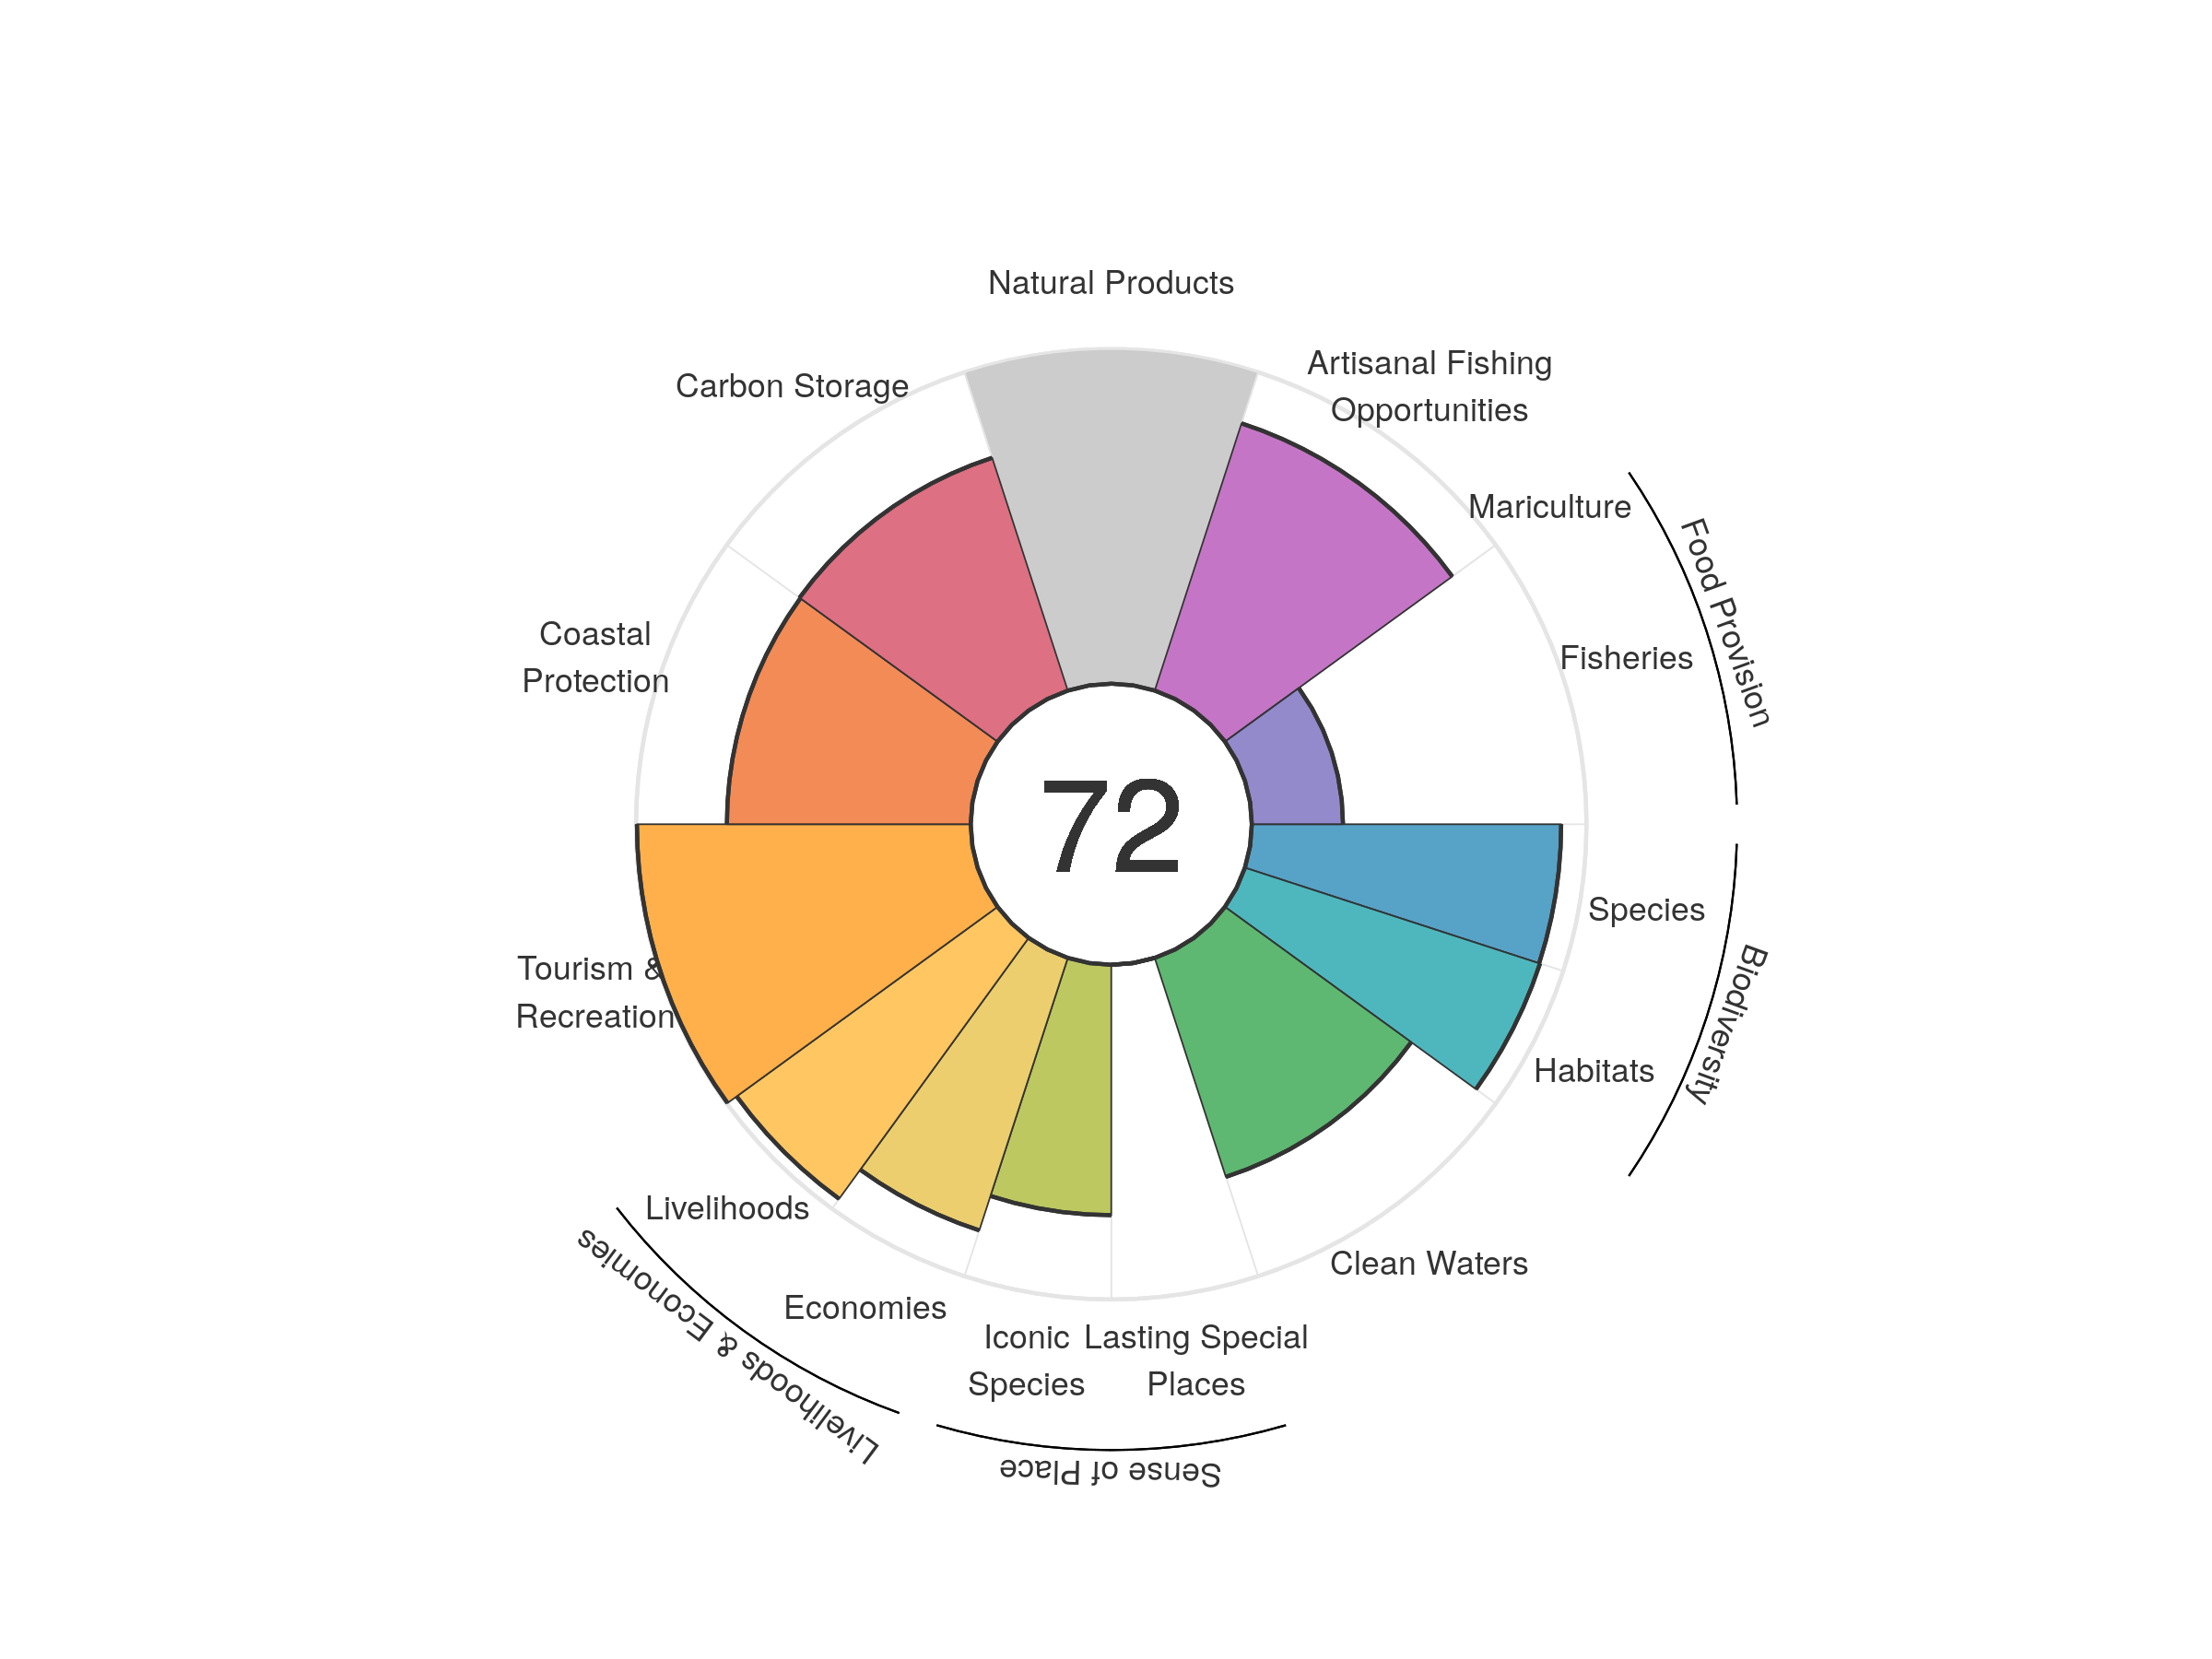 Natural Products
Artisanal Fishing
Opportunities
Carbon Storage
Mariculture
Food Provision
Coastal
Protection
Fisheries
72
Species
Biodiversity
Tourism &
Recreation
Habitats
Livelihoods
Livelihoods & Economies
Clean Waters
Economies
Iconic
Species
Lasting Special
Places
Sense of Place